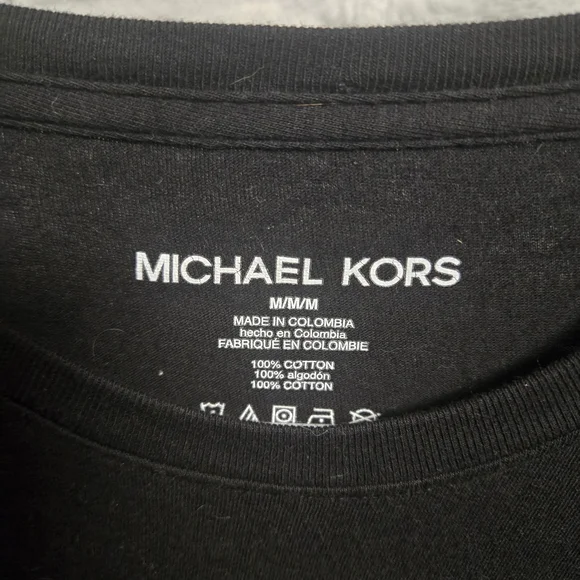 MICHAEL KORS
M/M/M
MADE IN COLOMBIA
hecho en Colombia
FABRIQUÉ EN COLOMBIE
100% COTTON
100% algodón
100% COTTON